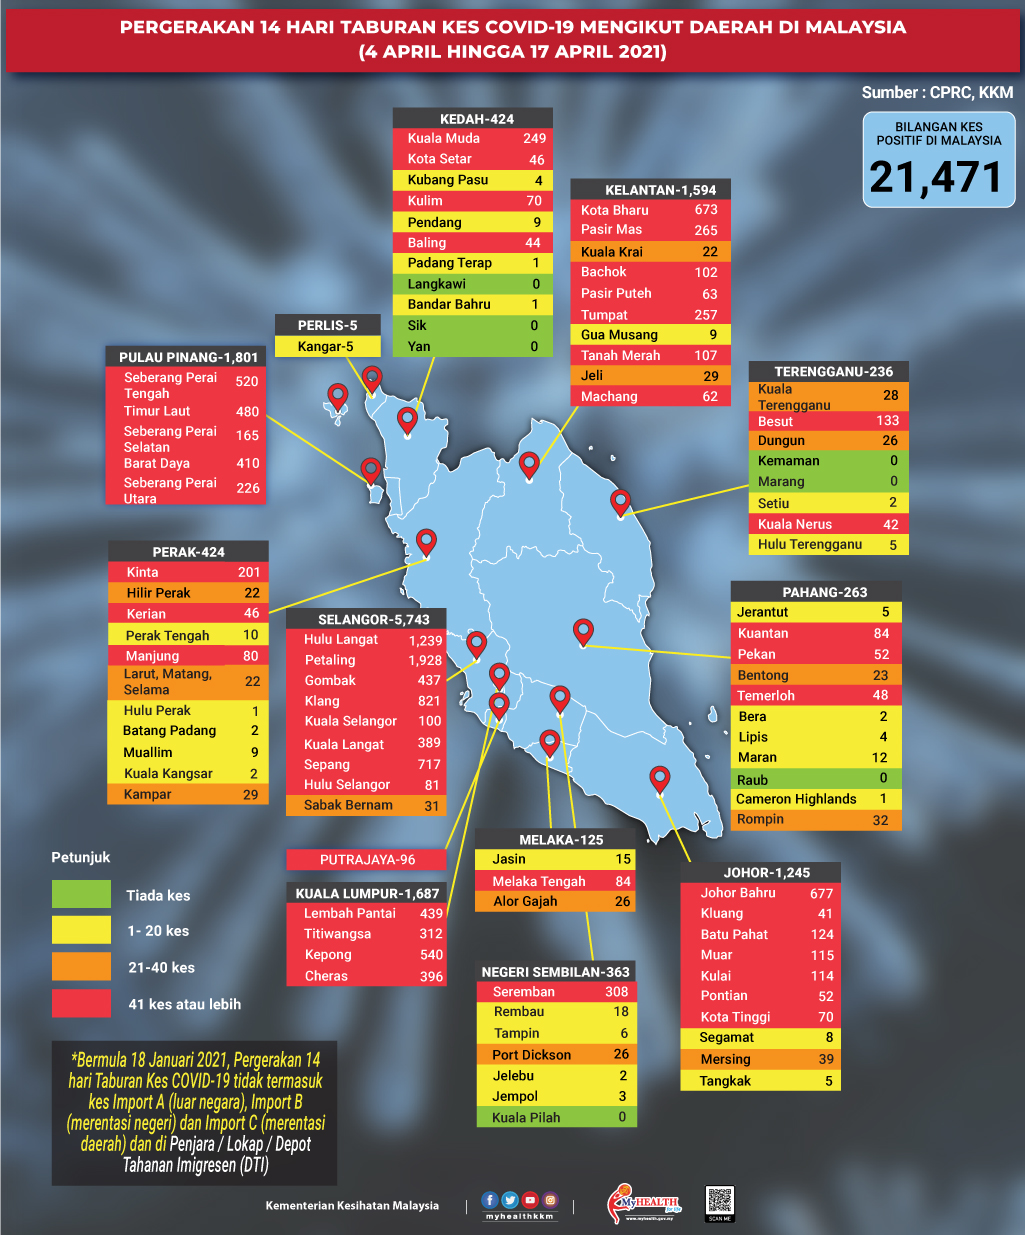 PERGERAKAN 14 HARI TABURAN KES COVID-19 MENGIKUT DAERAH DI MALAYSIA
(4 APRIL HINGGA 17 APRIL 2021)
Sumber : CPRC, KKM
BILANGAN KES
POSITIF DI MALAYSIA
21,471
KEDAH-424
Kuala Muda 249
Kota Setar 46
Kubang Pasu 4
Kulim 70
Pendang 9
Baling 44
Padang Terap 1
Langkawi 0
Bandar Bahru 1
Sik 0
Yan 0
KELANTAN-1,594
Kota Bharu 673
Pasir Mas 265
Kuala Krai 22
Bachok 102
Pasir Puteh 63
Tumpat 257
Gua Musang 9
Tanah Merah 107
Jeli 29
Machang 62
PERLIS-5
Kangar-5
PULAU PINANG-1,801
Seberang Perai
Tengah 520
Timur Laut 480
Seberang Perai
Selatan 165
Barat Daya 410
Seberang Perai
Utara 226
TERENGGANU-236
Kuala
Terengganu 28
Besut 133
Dungun 26
Kemaman 0
Marang 0
Setiu 2
Kuala Nerus 42
Hulu Terengganu 5
PERAK-424
Kinta 201
Hilir Perak 22
Kerian 46
Perak Tengah 10
Manjung 80
Larut, Matang,
Selama 22
Hulu Perak 1
Batang Padang 2
Muallim 9
Kuala Kangsar 2
Kampar 29
SELANGOR-5,743
Hulu Langat 1,239
Petaling 1,928
Gombak 437
Klang 821
Kuala Selangor 100
Kuala Langat 389
Sepang 717
Hulu Selangor 81
Sabak Bernam 31
PAHANG-263
Jerantut 5
Kuantan 84
Pekan 52
Bentong 23
Temerloh 48
Bera 2
Lipis 4
Maran 12
Raub 0
Cameron Highlands 1
Rompin 32
PUTRAJAYA-96
KUALA LUMPUR-1,687
Lembah Pantai 439
Titiwangsa 312
Kepong 540
Cheras 396
MELAKA-125
Jasin 15
Melaka Tengah 84
Alor Gajah 26
NEGERI SEMBILAN-363
Seremban 308
Rembau 18
Tampin 6
Port Dickson 26
Jelebu 2
Jempol 3
Kuala Pilah 0
JOHOR-1,245
Johor Bahru 677
Kluang 41
Batu Pahat 124
Muar 115
Kulai 114
Pontian 52
Kota Tinggi 70
Segamat 8
Mersing 39
Tangkak 5
Petunjuk
Tiada kes
1- 20 kes
21-40 kes
41 kes atau lebih
*Bermula 18 Januari 2021, Pergerakan 14
hari Taburan Kes COVID-19 tidak termasuk
kes Import A (luar negara), Import B
(merentasi negeri) dan Import C (merentasi
daerah) dan di Penjara / Lokap / Depot
Tahanan Imigresen (DTI)
Kementerian Kesihatan Malaysia
myhealthkkm
MyHEALTH
for life
www.myhealth.gov.my
SCAN ME